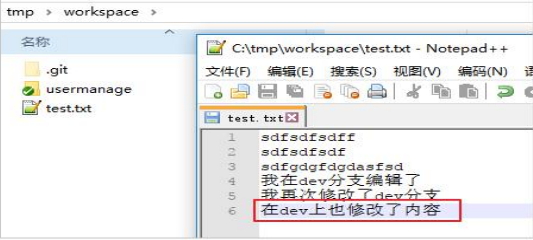 tmp > workspace >
名称
.git
usermanage
test.txt
C:\tmp\workspace\test.txt - Notepad++
文件(F) 编辑(E) 搜索(S) 视图(V) 编码(N)
test.txt
1 sdfsdfsdff
2 sdfsdfsdf
3 sdfgdgfdgdasfsd
4 我在dev分支编辑了
5 我再次修改了dev分支
6 在dev上也修改了内容